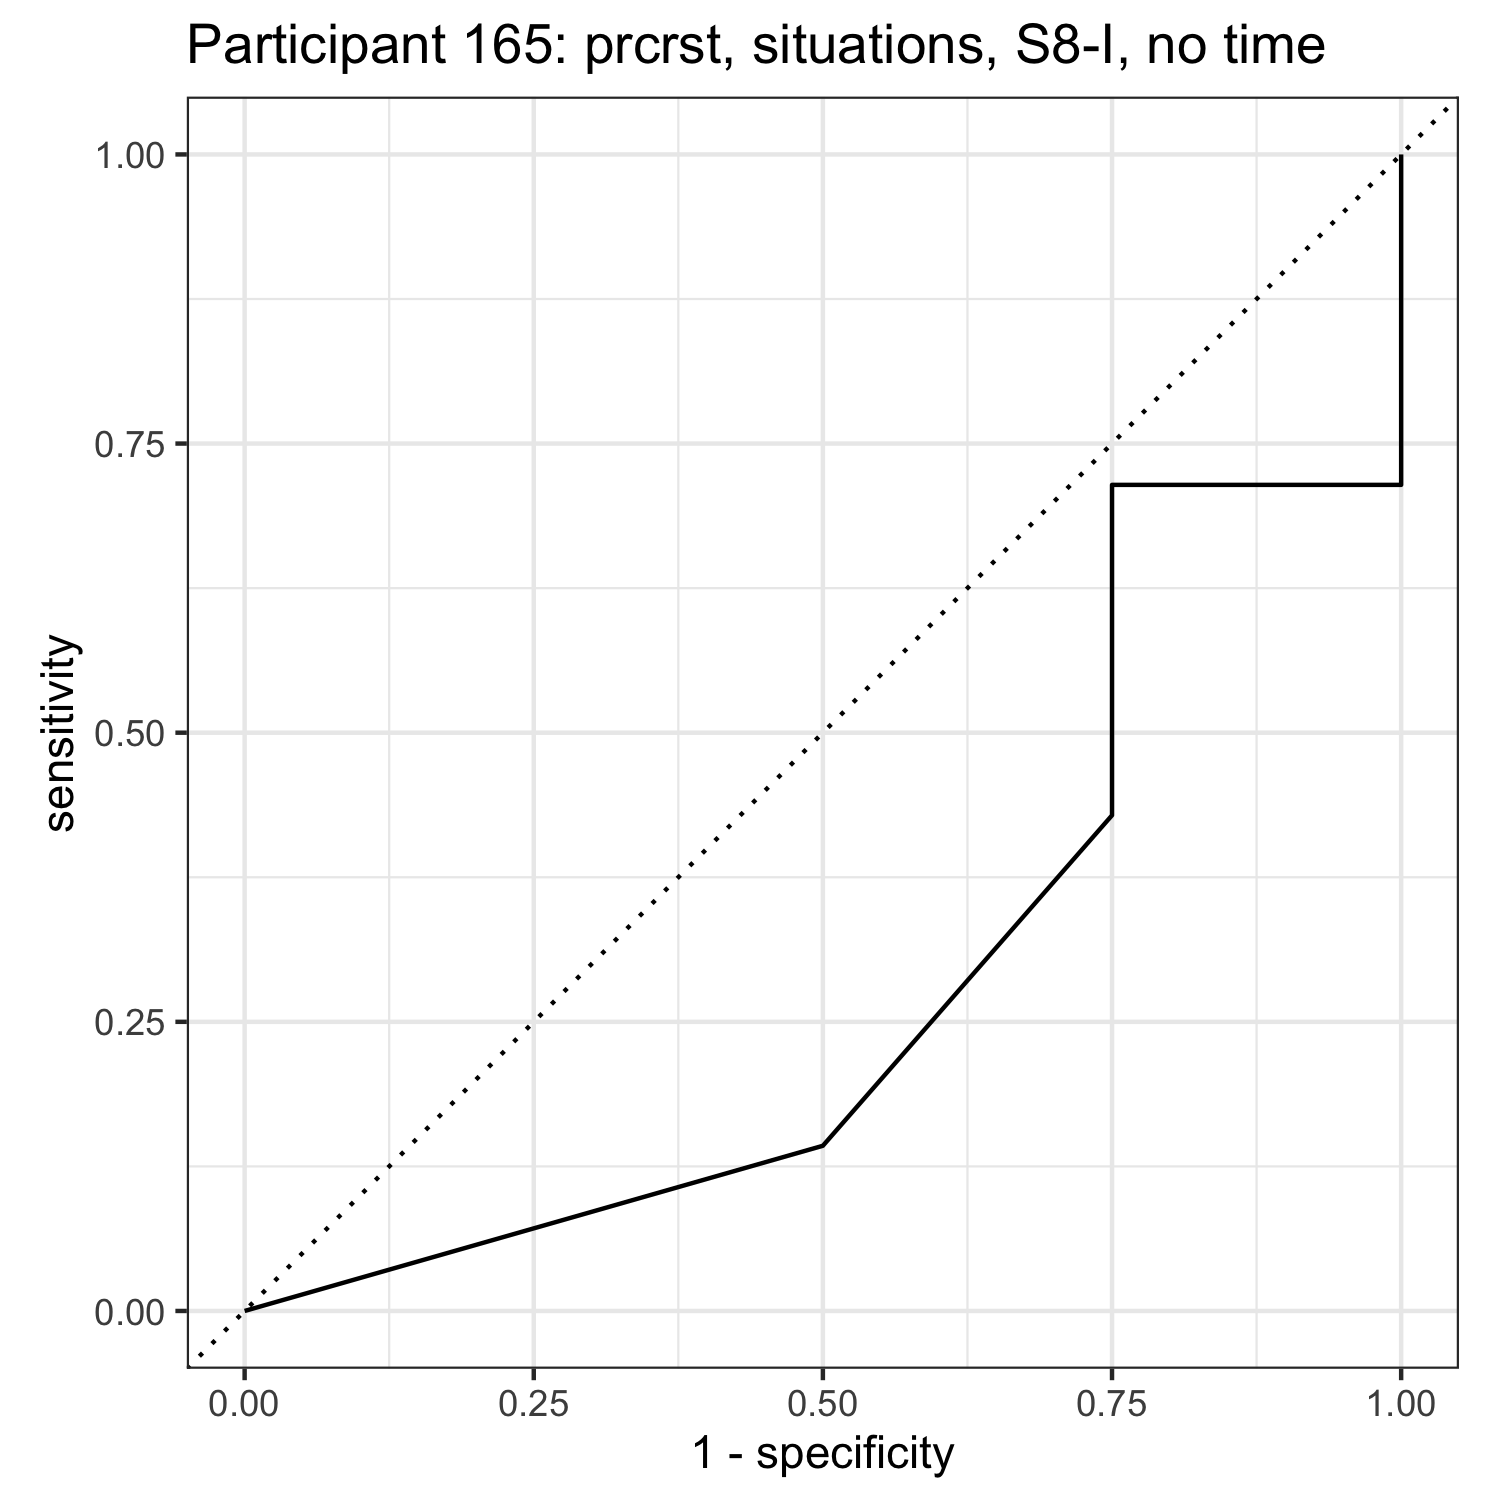 Participant 165: prcrst, situations, S8-I, no time
sensitivity
1.00
0.75
0.50
0.25
0.00
0.00 0.25 0.50 0.75 1.00
1 - specificity